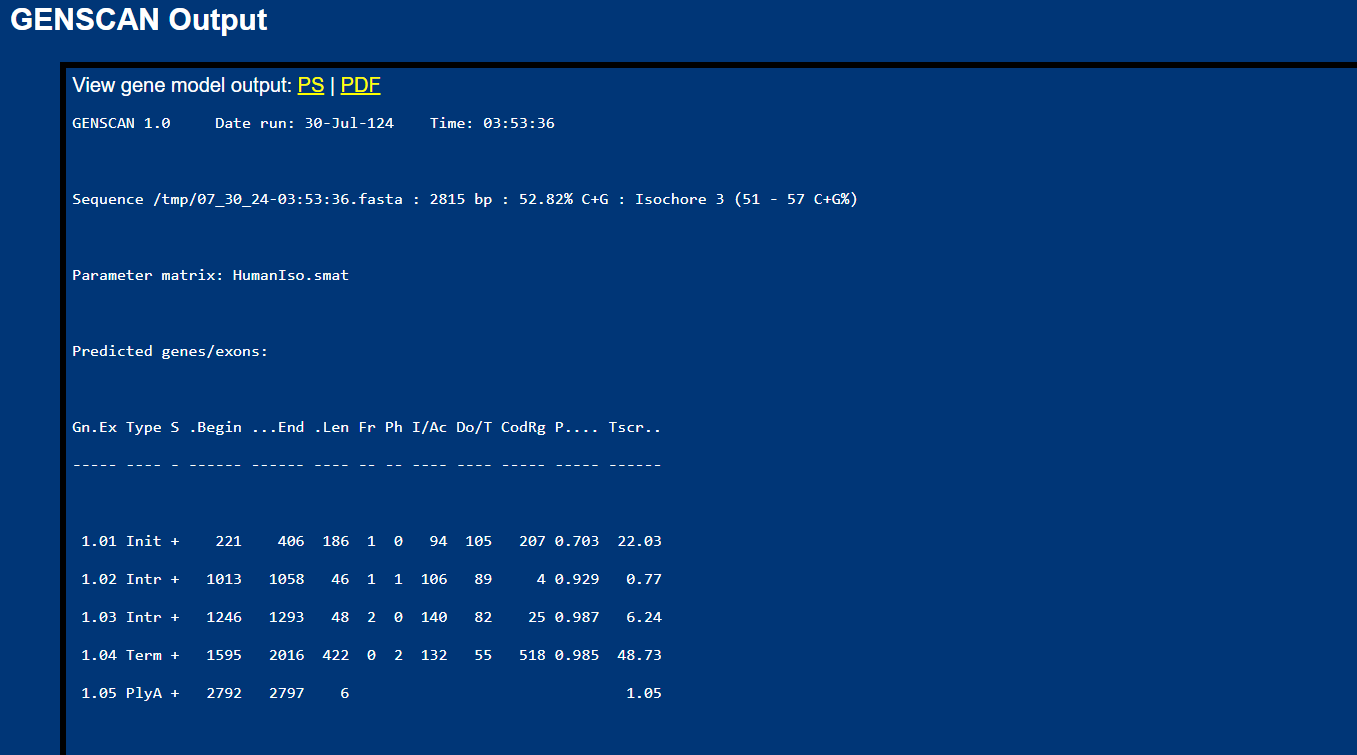 GENSCAN Output
View gene model output: PS | PDF
GENSCAN 1.0     Date run: 30-Jul-124    Time: 03:53:36
Sequence /tmp/07_30_24-03:53:36.fasta : 2815 bp : 52.82% C+G : Isochore 3 (51 - 57 C+G%)
Parameter matrix: HumanIso.smat
Predicted genes/exons:
Gn.Ex Type S .Begin ...End .Len Fr Ph I/Ac Do/T CodRg P.... Tscr..
----- ---- - ------ ------ ---- -- -- ---- ---- ----- ----- ------
 1.01 Init +    221    406  186  1  0   94  105   207 0.703  22.03
 1.02 Intr +   1013   1058   46  1  1  106   89     4 0.929   0.77
 1.03 Intr +   1246   1293   48  2  0  140   82    25 0.987   6.24
 1.04 Term +   1595   2016  422  0  2  132   55   518 0.985  48.73
 1.05 PlyA +   2792   2797    6                               1.05